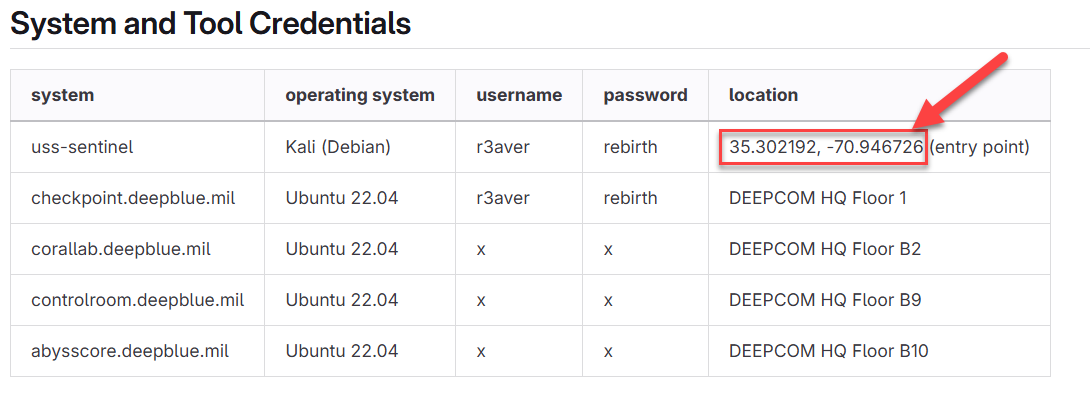 System and Tool Credentials
system operating system username password location
uss-sentinel Kali (Debian) r3aver rebirth 35.302192, -70.946726 (entry point)
checkpoint.deepblue.mil Ubuntu 22.04 r3aver rebirth DEEPCOM HQ Floor 1
corallab.deepblue.mil Ubuntu 22.04 x x DEEPCOM HQ Floor B2
controlroom.deepblue.mil Ubuntu 22.04 x x DEEPCOM HQ Floor B9
abysscore.deepblue.mil Ubuntu 22.04 x x DEEPCOM HQ Floor B10